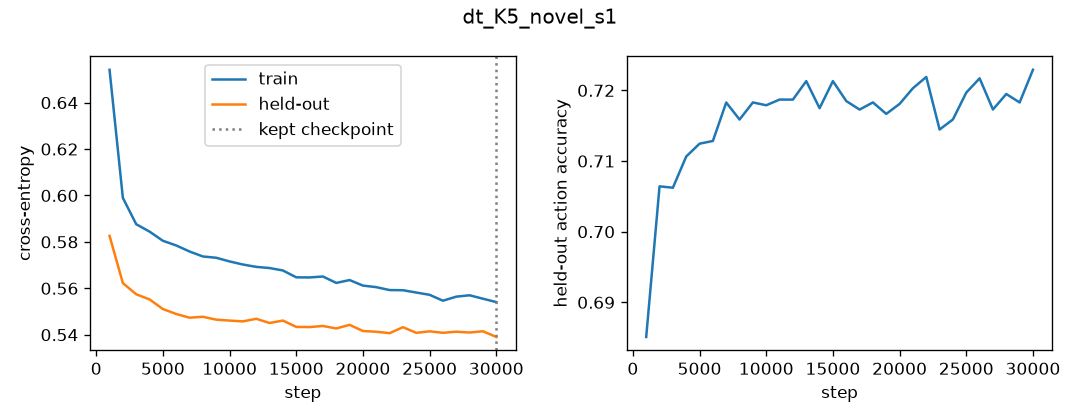 dt_K5_novel_s1
train
held-out
kept checkpoint
cross-entropy
0.64
0.62
0.60
0.58
0.56
0.54
0 5000 10000 15000 20000 25000 30000
step
held-out action accuracy
0.72
0.71
0.70
0.69
0 5000 10000 15000 20000 25000 30000
step